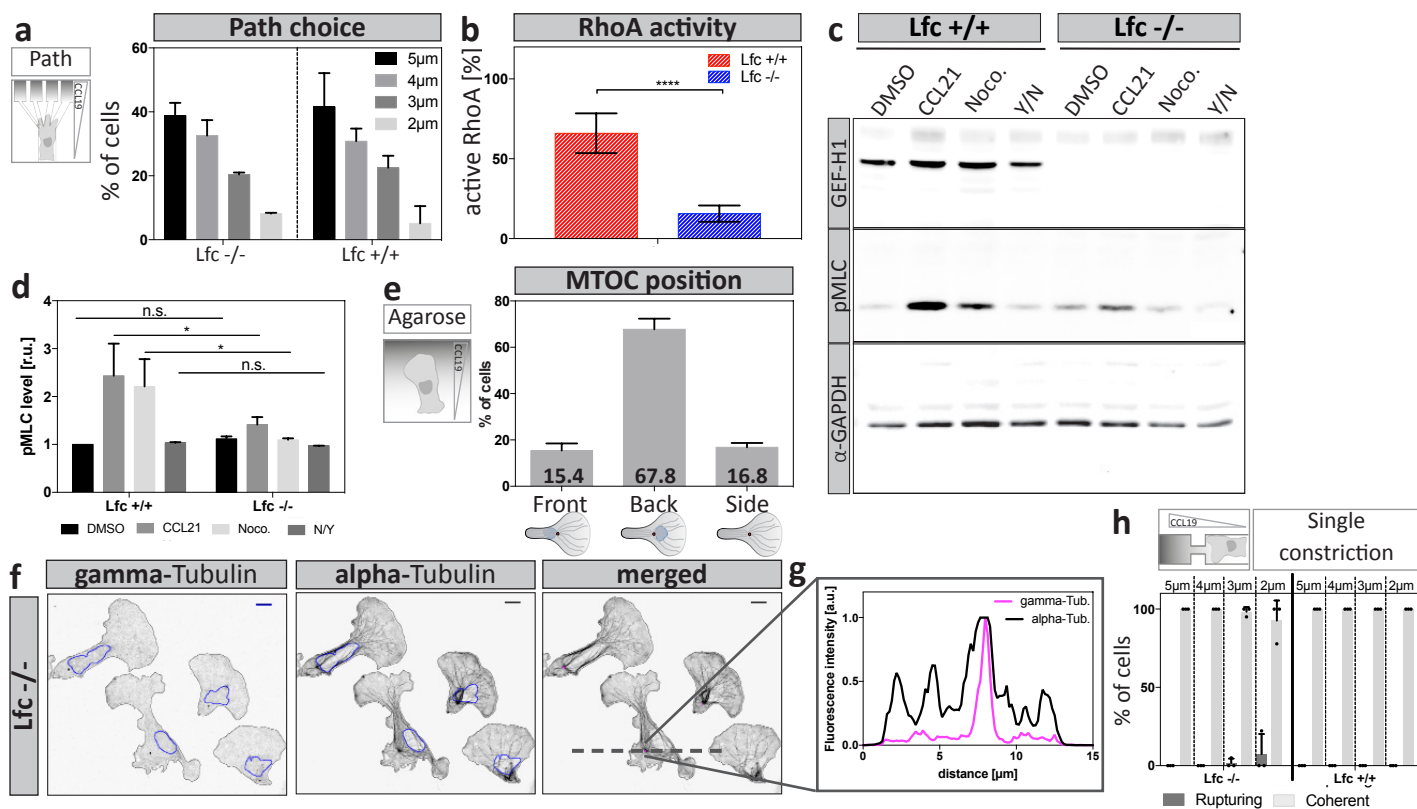 a
Path choice
Path
CCL19
% of cells
60
40
20
0
5µm
4µm
3µm
2µm
Lfc -/-
Lfc +/+
b
RhoA activity
active RhoA [%]
100
50
0
Lfc +/+
Lfc -/-
****
c
Lfc +/+
Lfc -/-
DMSO
CCL21
Noco.
Y/N
DMSO
CCL21
Noco.
Y/N
GEF-H1
pMLC
α-GAPDH
d
pMLC level [r.u.]
4
3
2
1
0
n.s.
*
*
n.s.
Lfc +/+
Lfc -/-
DMSO
CCL21
Noco.
N/Y
e
MTOC position
Agarose
CCL19
% of cells
80
60
40
20
0
15.4
67.8
16.8
Front
Back
Side
f
gamma-Tubulin
alpha-Tubulin
merged
Lfc -/-
g
Fluorescence intensity [a.u.]
1.0
0.5
0.0
gamma-Tub.
alpha-Tub.
0
5
10
15
distance [µm]
h
CCL19
Single
constriction
5µm
4µm
3µm
2µm
5µm
4µm
3µm
2µm
% of cells
100
50
0
Lfc -/-
Lfc +/+
Rupturing
Coherent